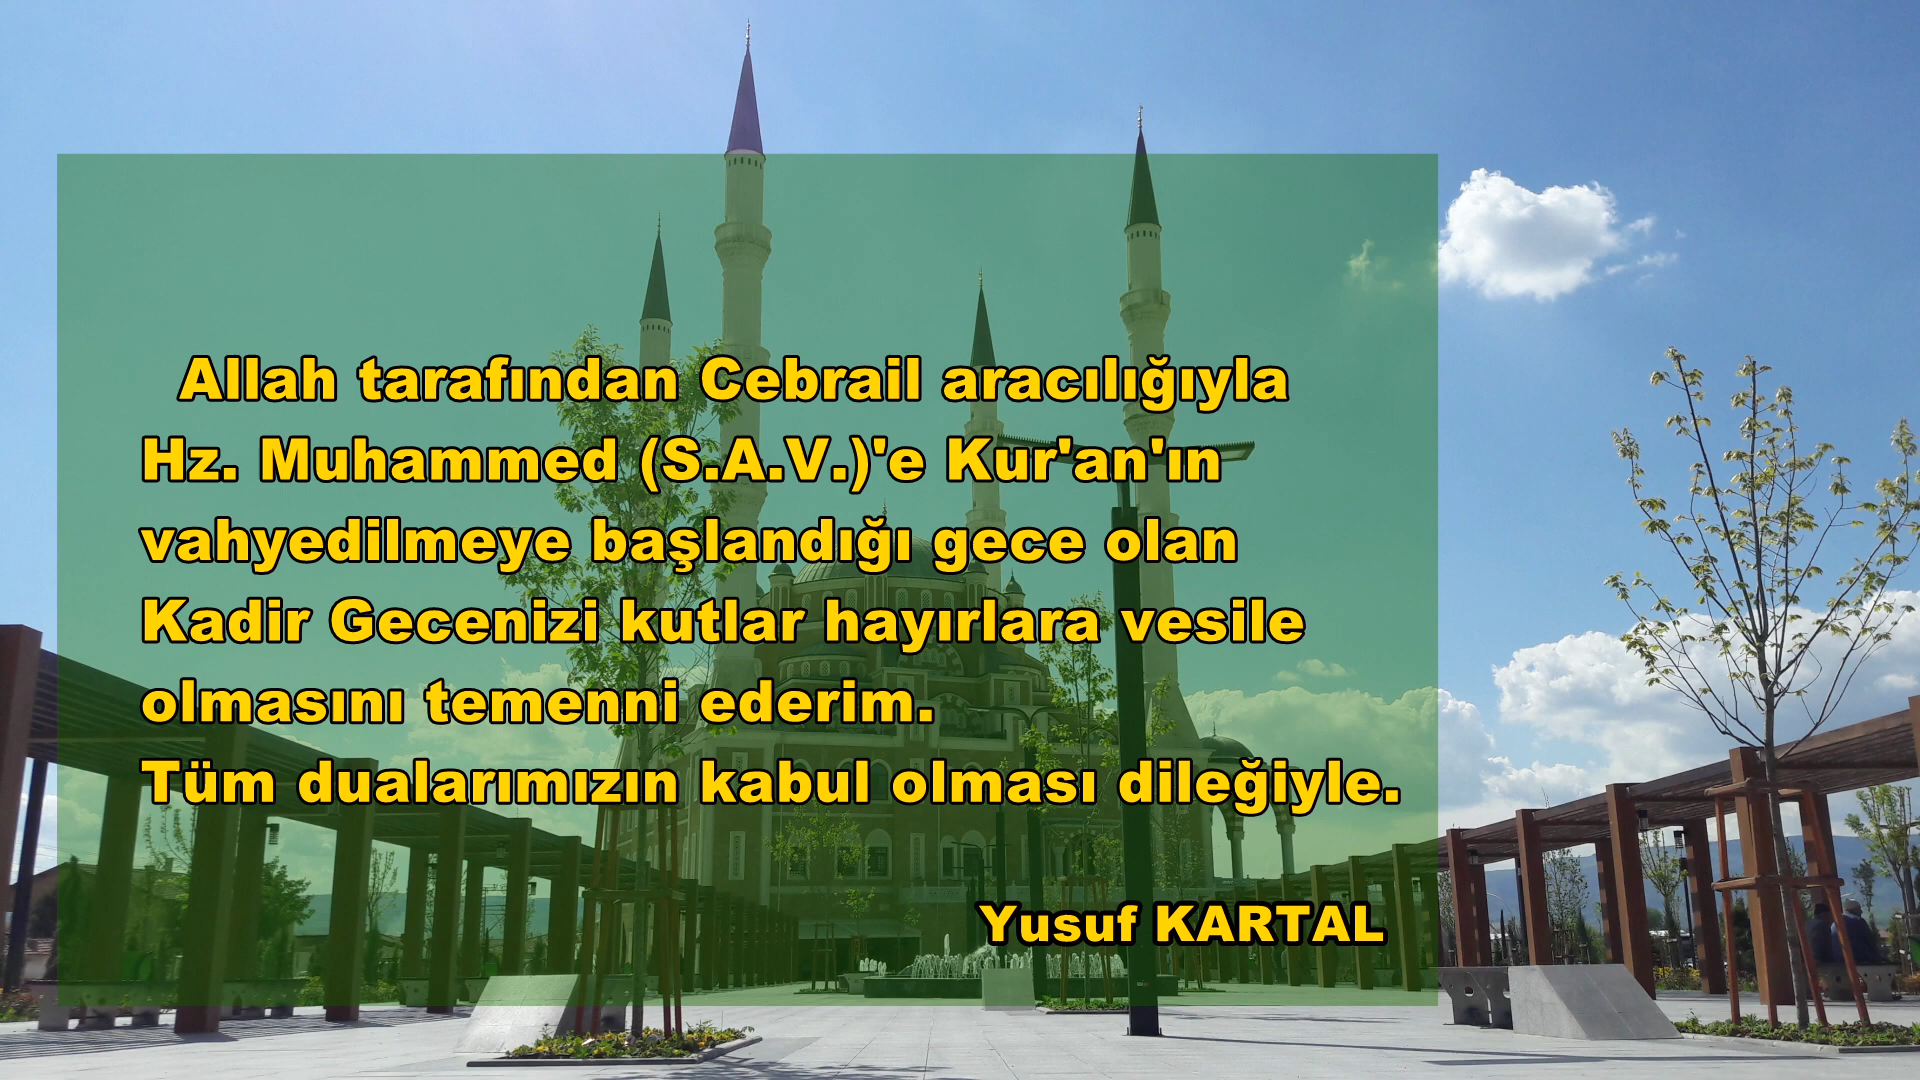 Allah tarafından Cebrail aracılığıyla
Hz. Muhammed (S.A.V.)'e Kur'an'ın
vahyedilmeye başlandığı gece olan
Kadir Gecenizi kutlar hayırlara vesile
olmasını temenni ederim.
Tüm dualarımızın kabul olması dileğiyle.
Yusuf KARTAL